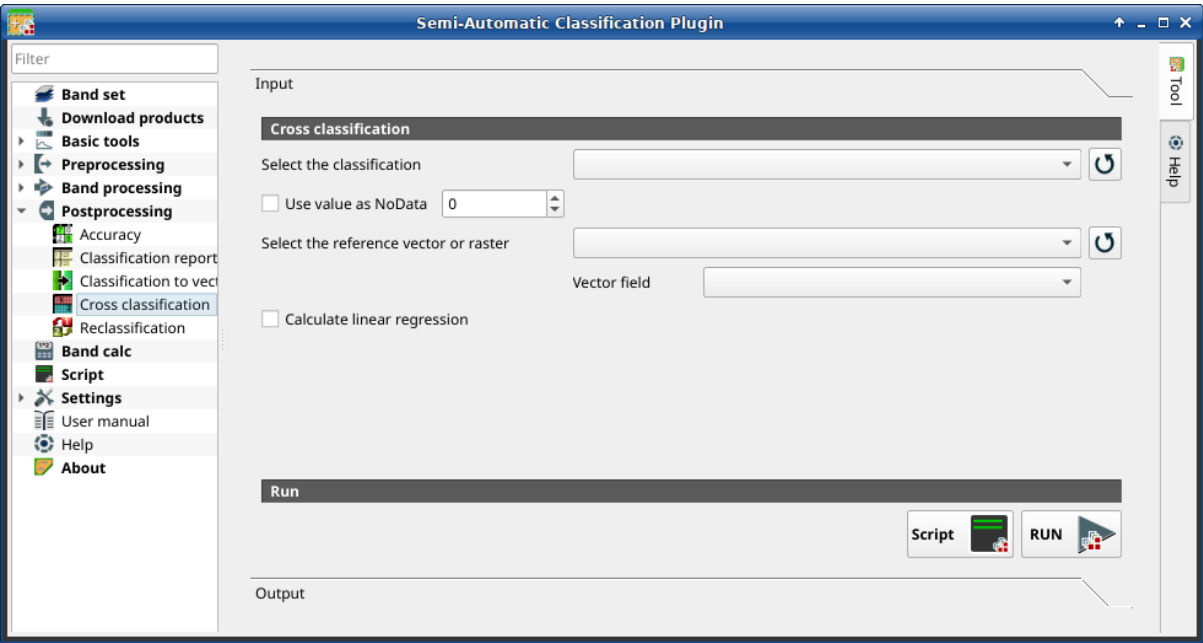 Semi-Automatic Classification Plugin
Filter
Band set
Download products
Basic tools
Preprocessing
Band processing
Postprocessing
Accuracy
Classification report
Classification to vect
Cross classification
Reclassification
Band calc
Script
Settings
User manual
Help
About
Input
Cross classification
Select the classification
Use value as NoData 0
Select the reference vector or raster
Vector field
Calculate linear regression
Run
Script RUN
Output
Tool
Help